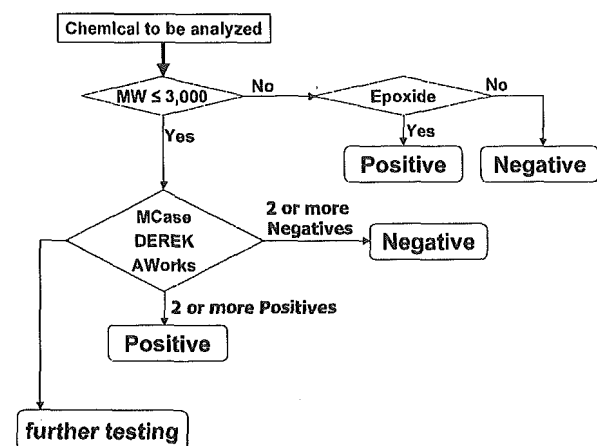 Chemical to be analyzed
MW ≤ 3,000
No
Epoxide
No
Yes
Yes
Positive
Negative
MCase
DEREK
AWorks
2 or more
Negatives
Negative
2 or more Positives
Positive
further testing